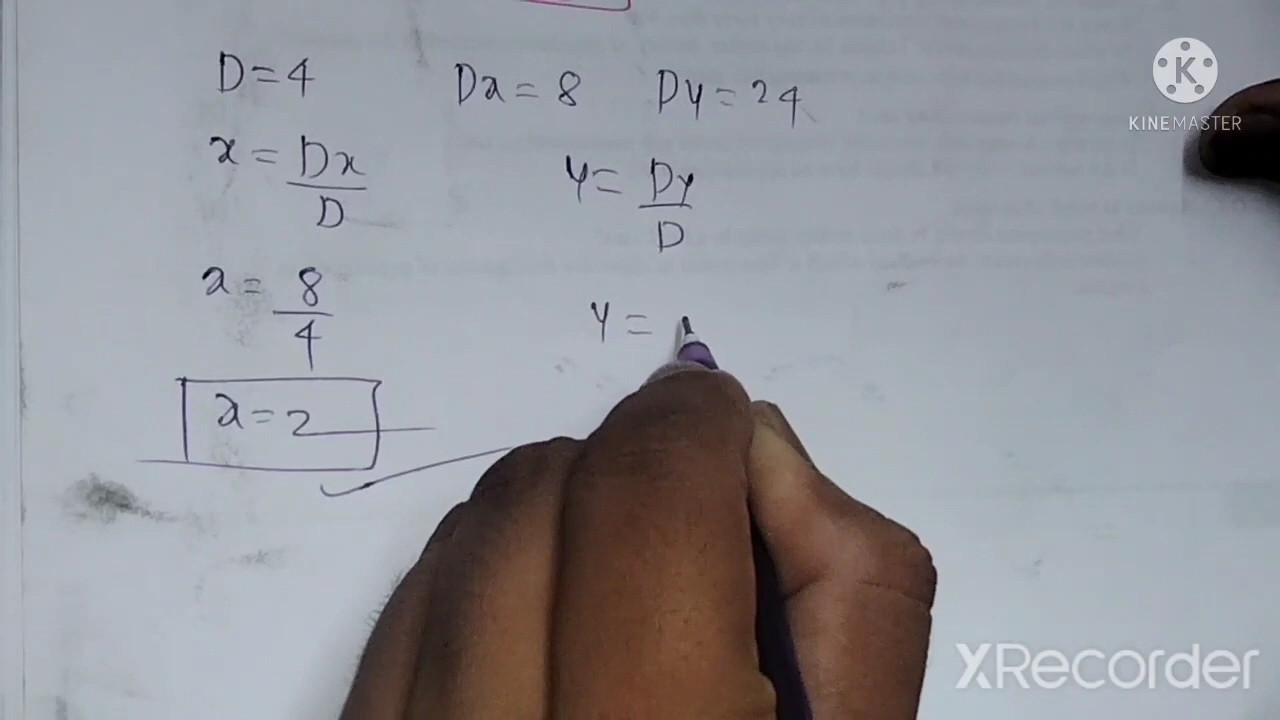 D = 4 Dx = 8 Dy = 24
x = Dx/D y = Dy/D
x = 8/4 y =
x = 2
KINEMASTER
XRecorder